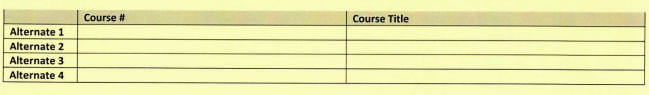 Course # Course Title
Alternate 1
Alternate 2
Alternate 3
Alternate 4